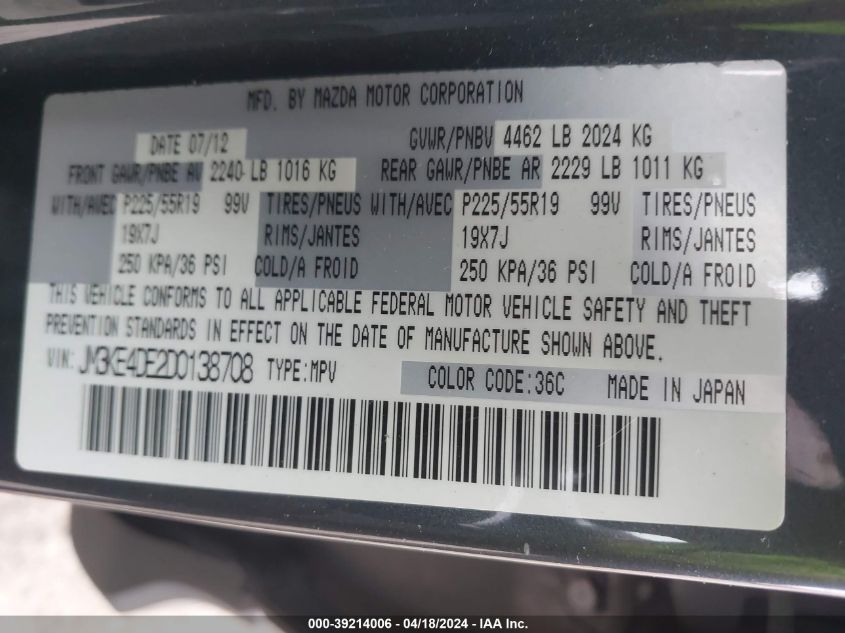 MFD. BY MAZDA MOTOR CORPORATION
DATE 07/12 GVWR/PNBV 4462 LB 2024 KG
FRONT GAWR/PNBE AV 2240 LB 1016 KG REAR GAWR/PNBE AR 2229 LB 1011 KG
WITH/AVEC P225/55R19 99V TIRES/PNEUS WITH/AVEC P225/55R19 99V TIRES/PNEUS
19X7J RIMS/JANTES 19X7J RIMS/JANTES
250 KPA/36 PSI COLD/A FROID 250 KPA/36 PSI COLD/A FROID
THIS VEHICLE CONFORMS TO ALL APPLICABLE FEDERAL MOTOR VEHICLE SAFETY AND THEFT
PREVENTION STANDARDS IN EFFECT ON THE DATE OF MANUFACTURE SHOWN ABOVE.
VIN: JM3KE4DE2D0138708 TYPE:MPV COLOR CODE:36C MADE IN JAPAN
000-39214006 - 04/18/2024 - IAA Inc.